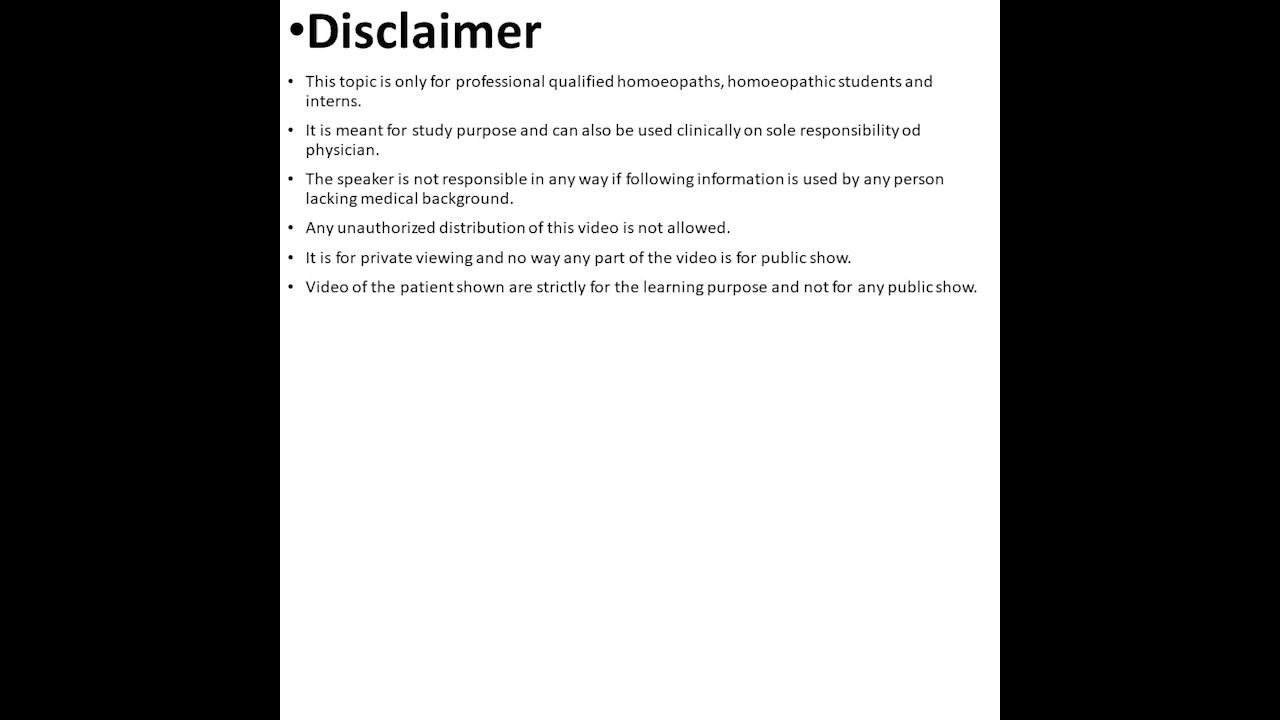 •Disclaimer
• This topic is only for professional qualified homoeopaths, homoeopathic students and
interns.
• It is meant for study purpose and can also be used clinically on sole responsibility od
physician.
• The speaker is not responsible in any way if following information is used by any person
lacking medical background.
• Any unauthorized distribution of this video is not allowed.
• It is for private viewing and no way any part of the video is for public show.
• Video of the patient shown are strictly for the learning purpose and not for any public show.